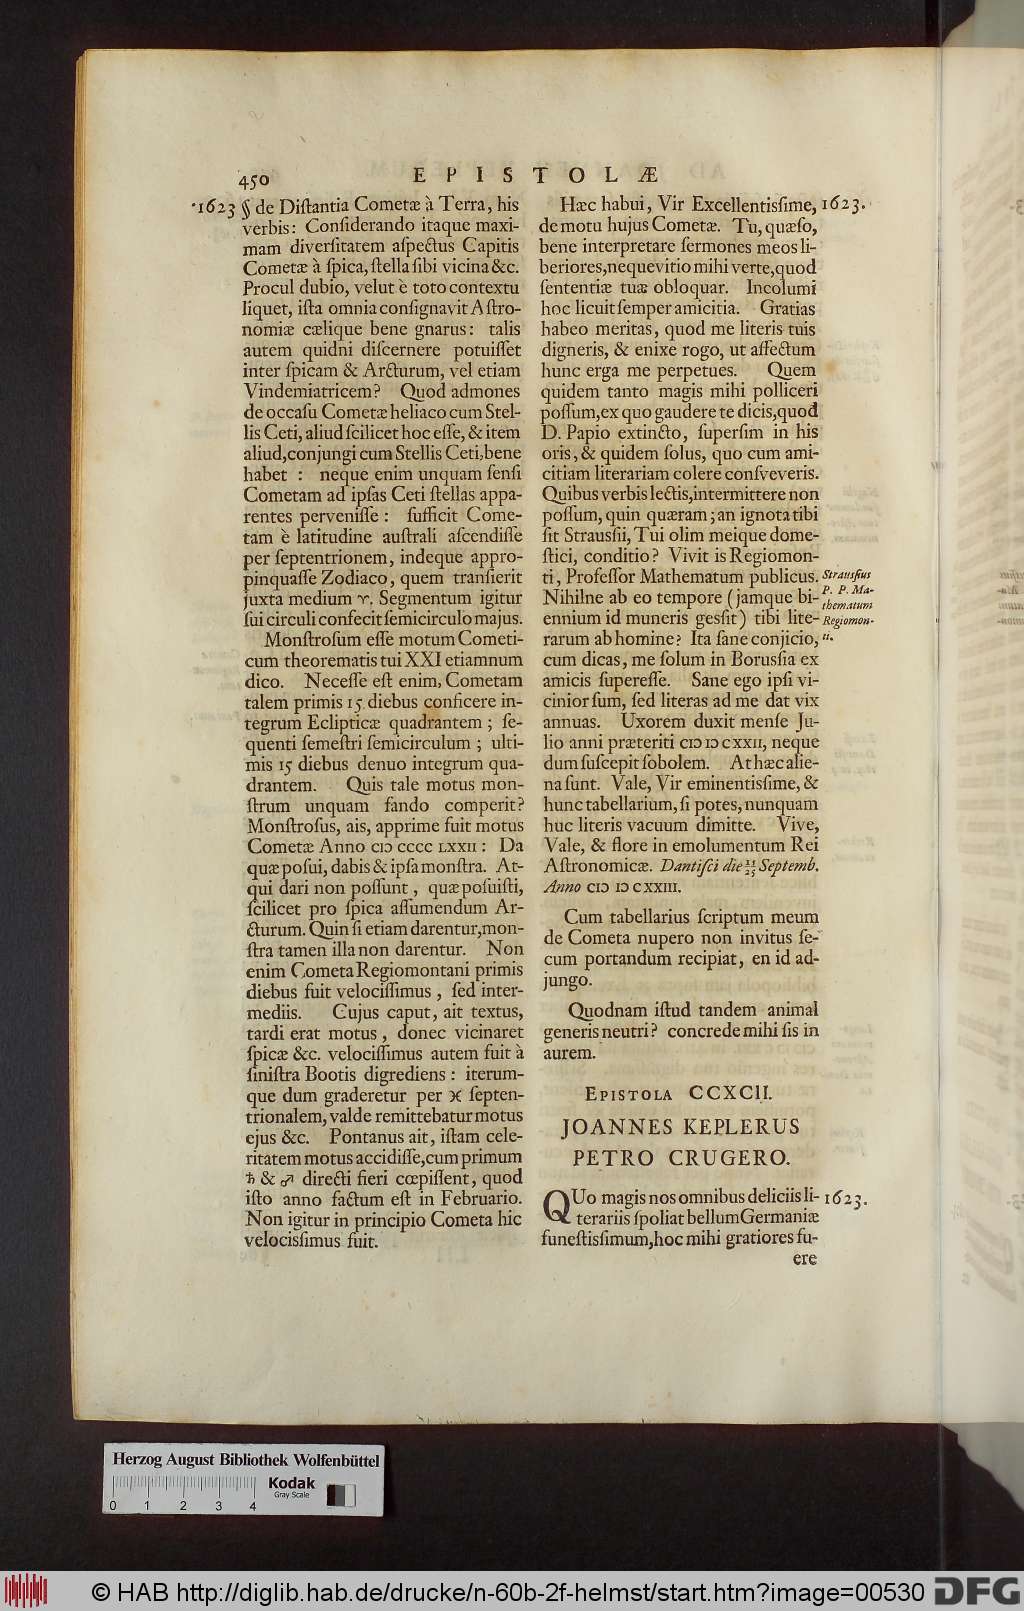 450
EPISTOLÆ
1623 § de Diſtantia Cometæ à Terra, his
verbis: Conſiderando itaque maxi-
mam diverſitatem aſpectus Capitis
Cometæ à ſpica, ſtella ſibi vicina &c.
Procul dubio, velut è toto contextu
liquet, iſta omnia conſignavit Aſtro-
nomiæ cælique bene gnarus: talis
autem quidni diſcernere potuiſſet
inter ſpicam & Arcturum, vel etiam
Vindemiatricem? Quod admones
de occaſu Cometæ heliaco cum Stel-
lis Ceti, aliud ſcilicet hoc eſſe, & item
aliud, conjungi cum Stellis Ceti, bene
habet : neque enim unquam ſenſi
Cometam ad ipſas Ceti ſtellas appa-
rentes perveniſſe : ſufficit Come-
tam è latitudine auſtrali aſcendiſſe
per ſeptentrionem, indeque appro-
pinquaſſe Zodiaco, quem tranſierit
juxta medium ♈. Segmentum igitur
ſui circuli confecit ſemicirculo majus.
Monſtroſum eſſe motum Cometi-
cum theorematis tui XXI etiamnum
dico. Neceſſe eſt enim, Cometam
talem primis 15 diebus conficere in-
tegrum Eclipticæ quadrantem ; ſe-
quenti ſemeſtri ſemicirculum ; ulti-
mis 15 diebus denuo integrum qua-
drantem. Quis tale motus mon-
ſtrum unquam fando comperit?
Monſtroſus, ais, apprime fuit motus
Cometæ Anno CIↃ CCCC LXXII : Da
quæ poſui, dabis & ipſa monſtra. At-
qui dari non poſſunt, quæ poſuiſti,
ſcilicet pro ſpica aſſumendum Ar-
cturum. Quin ſi etiam darentur, mon-
ſtra tamen illa non darentur. Non
enim Cometa Regiomontani primis
diebus fuit velociſſimus, ſed inter-
mediis. Cujus caput, ait textus,
tardi erat motus, donec vicinaret
ſpicæ &c. velociſſimus autem fuit à
ſiniſtra Bootis digrediens : iterum-
que dum graderetur per ♓ ſepten-
trionalem, valde remittebatur motus
ejus &c. Pontanus ait, iſtam cele-
ritatem motus accidiſſe, cum primum
♄ & ♂ directi fieri cœpiſſent, quod
iſto anno factum eſt in Februario.
Non igitur in principio Cometa hic
velocisſimus fuit.
Hæc habui, Vir Excellentisſime, 1623.
de motu hujus Cometæ. Tu, quæſo,
bene interpretare ſermones meos li-
beriores, neque vitio mihi verte, quod
ſententiæ tuæ obloquar. Incolumi
hoc licuit ſemper amicitia. Gratias
habeo meritas, quod me literis tuis
digneris, & enixe rogo, ut affectum
hunc erga me perpetues. Quem
quidem tanto magis mihi polliceri
poſſum, ex quo gaudere te dicis, quod
D. Papio extincto, ſuperſim in his
oris, & quidem ſolus, quo cum ami-
citiam literariam colere conſveveris.
Quibus verbis lectis, intermittere non
poſſum, quin quæram; an ignota tibi
ſit Strausſii, Tui olim meique dome-
ſtici, conditio? Vivit is Regiomon-
ti, Profeſſor Mathematum publicus.
Nihilne ab eo tempore (jamque bi-
ennium id muneris gesſit) tibi lite-
rarum ab homine? Ita ſane conjicio,
cum dicas, me ſolum in Borusſia ex
amicis ſupereſſe. Sane ego ipſi vi-
cinior ſum, ſed literas ad me dat vix
annuas. Uxorem duxit menſe Ju-
lio anni præteriti CIↃ IↃ CXXII, neque
dum ſuſcepit ſobolem. At hæc alie-
na ſunt. Vale, Vir eminentisſime, &
hunc tabellarium, ſi potes, nunquam
huc literis vacuum dimitte. Vive,
Vale, & flore in emolumentum Rei
Aſtronomicæ. Dantiſci die 15/25 Septemb.
Anno CIↃ IↃ CXXIII.
Strausſius
P. P. Ma-
thematum
Regiomon-
ti.
Cum tabellarius ſcriptum meum
de Cometa nupero non invitus ſe-
cum portandum recipiat, en id ad-
jungo.
Quodnam iſtud tandem animal
generis neutri? concrede mihi ſis in
aurem.
EPISTOLA CCXCII.
JOANNES KEPLERUS
PETRO CRUGERO.
QUo magis nos omnibus deliciis li- 1623.
terariis ſpoliat bellum Germaniæ
funeſtisſimum, hoc mihi gratiores fu-
ere
Herzog August Bibliothek Wolfenbüttel
Kodak
Gray Scale
0 1 2 3 4
© HAB http://diglib.hab.de/drucke/n-60b-2f-helmst/start.htm?image=00530 DFG